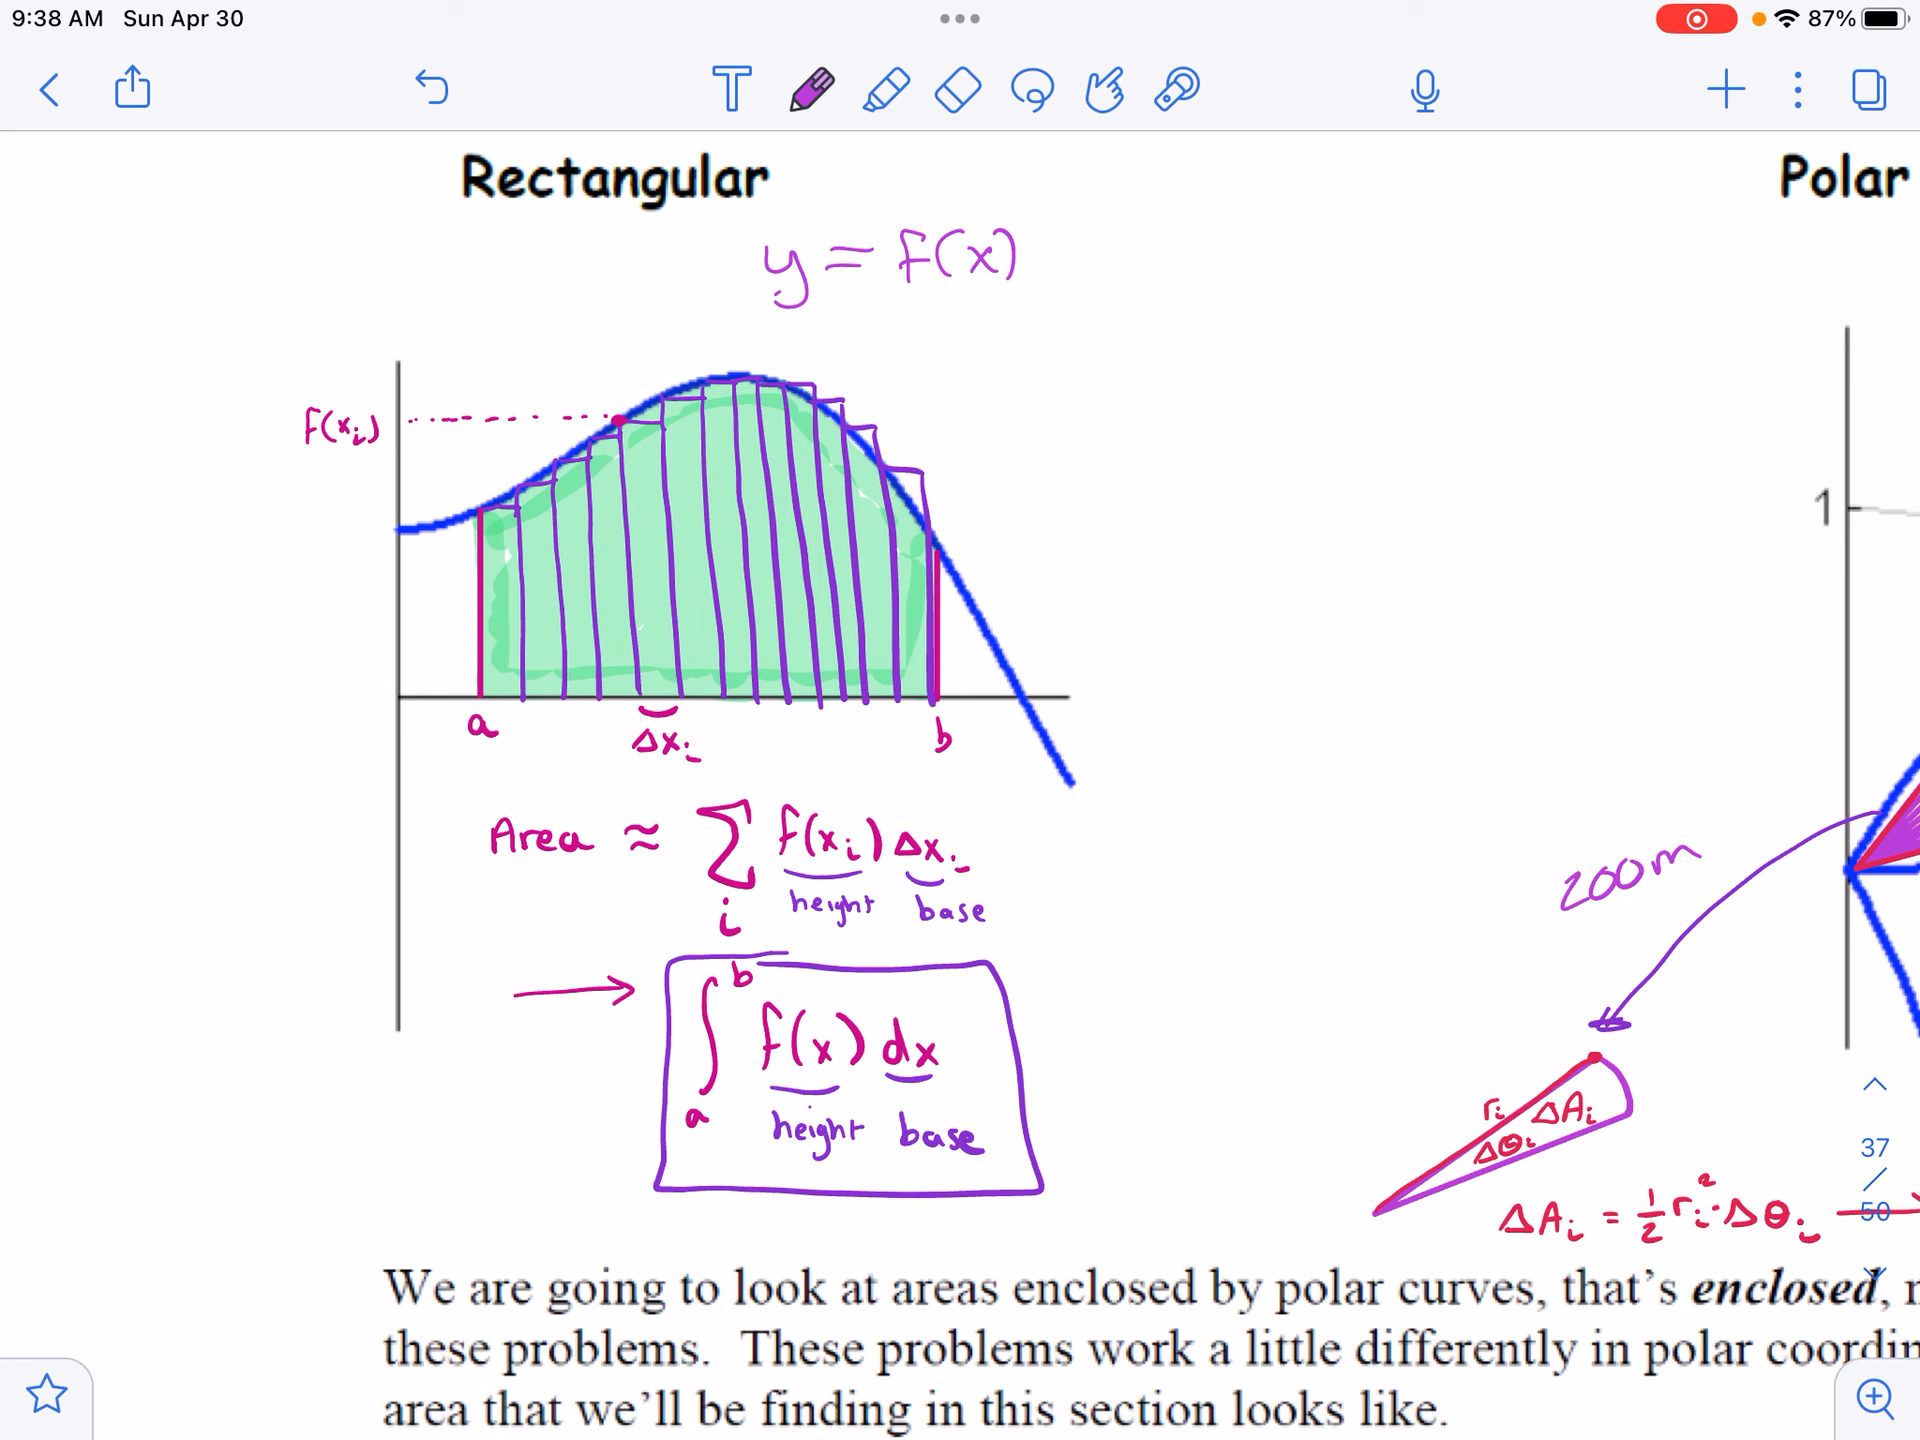 9:38 AM Sun Apr 30
87%
T
Rectangular
Polar
y = f(x)
f(xᵢ)
1
a
Δxᵢ
b
Area ≈ ∑ f(xᵢ) Δxᵢ
i
height base
200m
→ ∫ₐᵇ f(x) dx
height base
rᵢ ΔAᵢ
Δθᵢ
37
/
50
ΔAᵢ = ½ rᵢ² · Δθᵢ →
We are going to look at areas enclosed by polar curves, that’s enclosed,
these problems. These problems work a little differently in polar coordin
area that we’ll be finding in this section looks like.